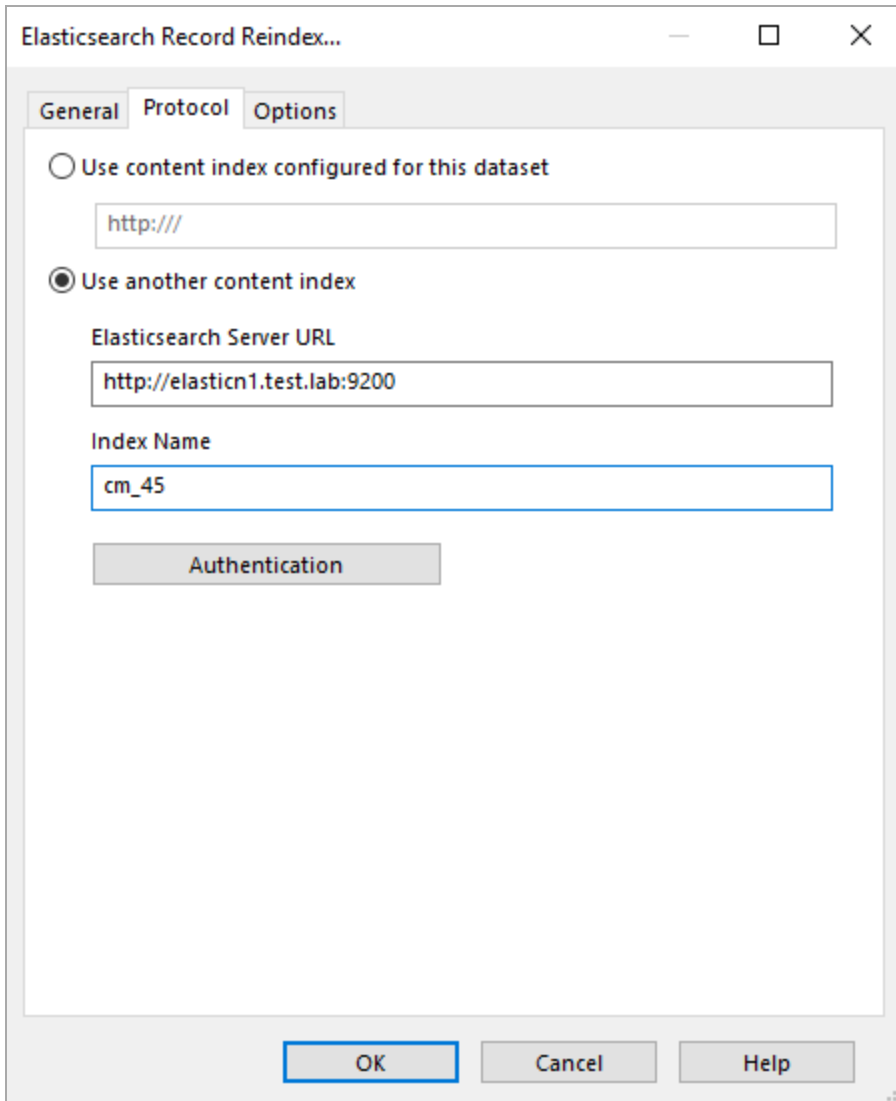 Elasticsearch Record Reindex...
General Protocol Options
Use content index configured for this dataset
http:///
Use another content index
Elasticsearch Server URL
http://elasticn1.test.lab:9200
Index Name
cm_45
Authentication
OK Cancel Help